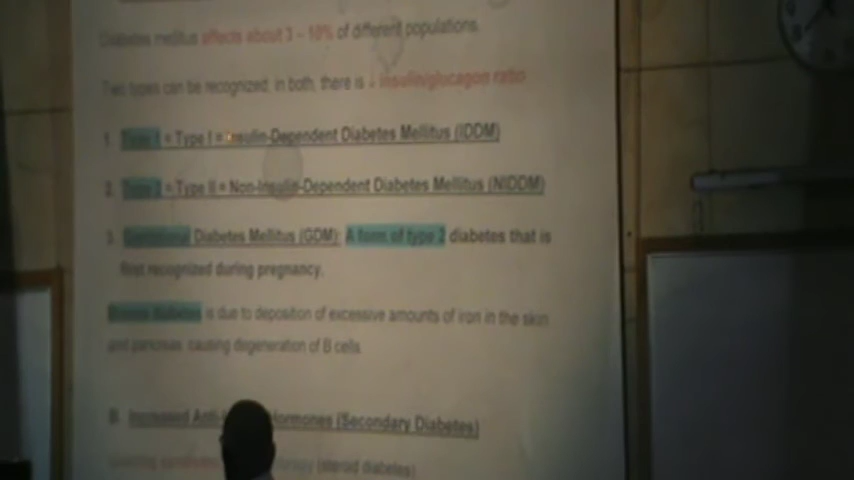 Diabetes mellitus affects about 3 – 10% of different populations.
Two types can be recognized; in both, there is insulin/glucagon ratio
1. Type 1 = Type I = Insulin-Dependent Diabetes Mellitus (IDDM)
2. Type 2 = Type II = Non-Insulin-Dependent Diabetes Mellitus (NIDDM)
3. Gestational Diabetes Mellitus (GDM): A form of type 2 diabetes that is
first recognized during pregnancy.
Bronze diabetes is due to deposition of excessive amounts of iron in the skin
and pancreas, causing degeneration of B cells.
B. Increased Hormones (Secondary Diabetes)
(steroid diabetes)